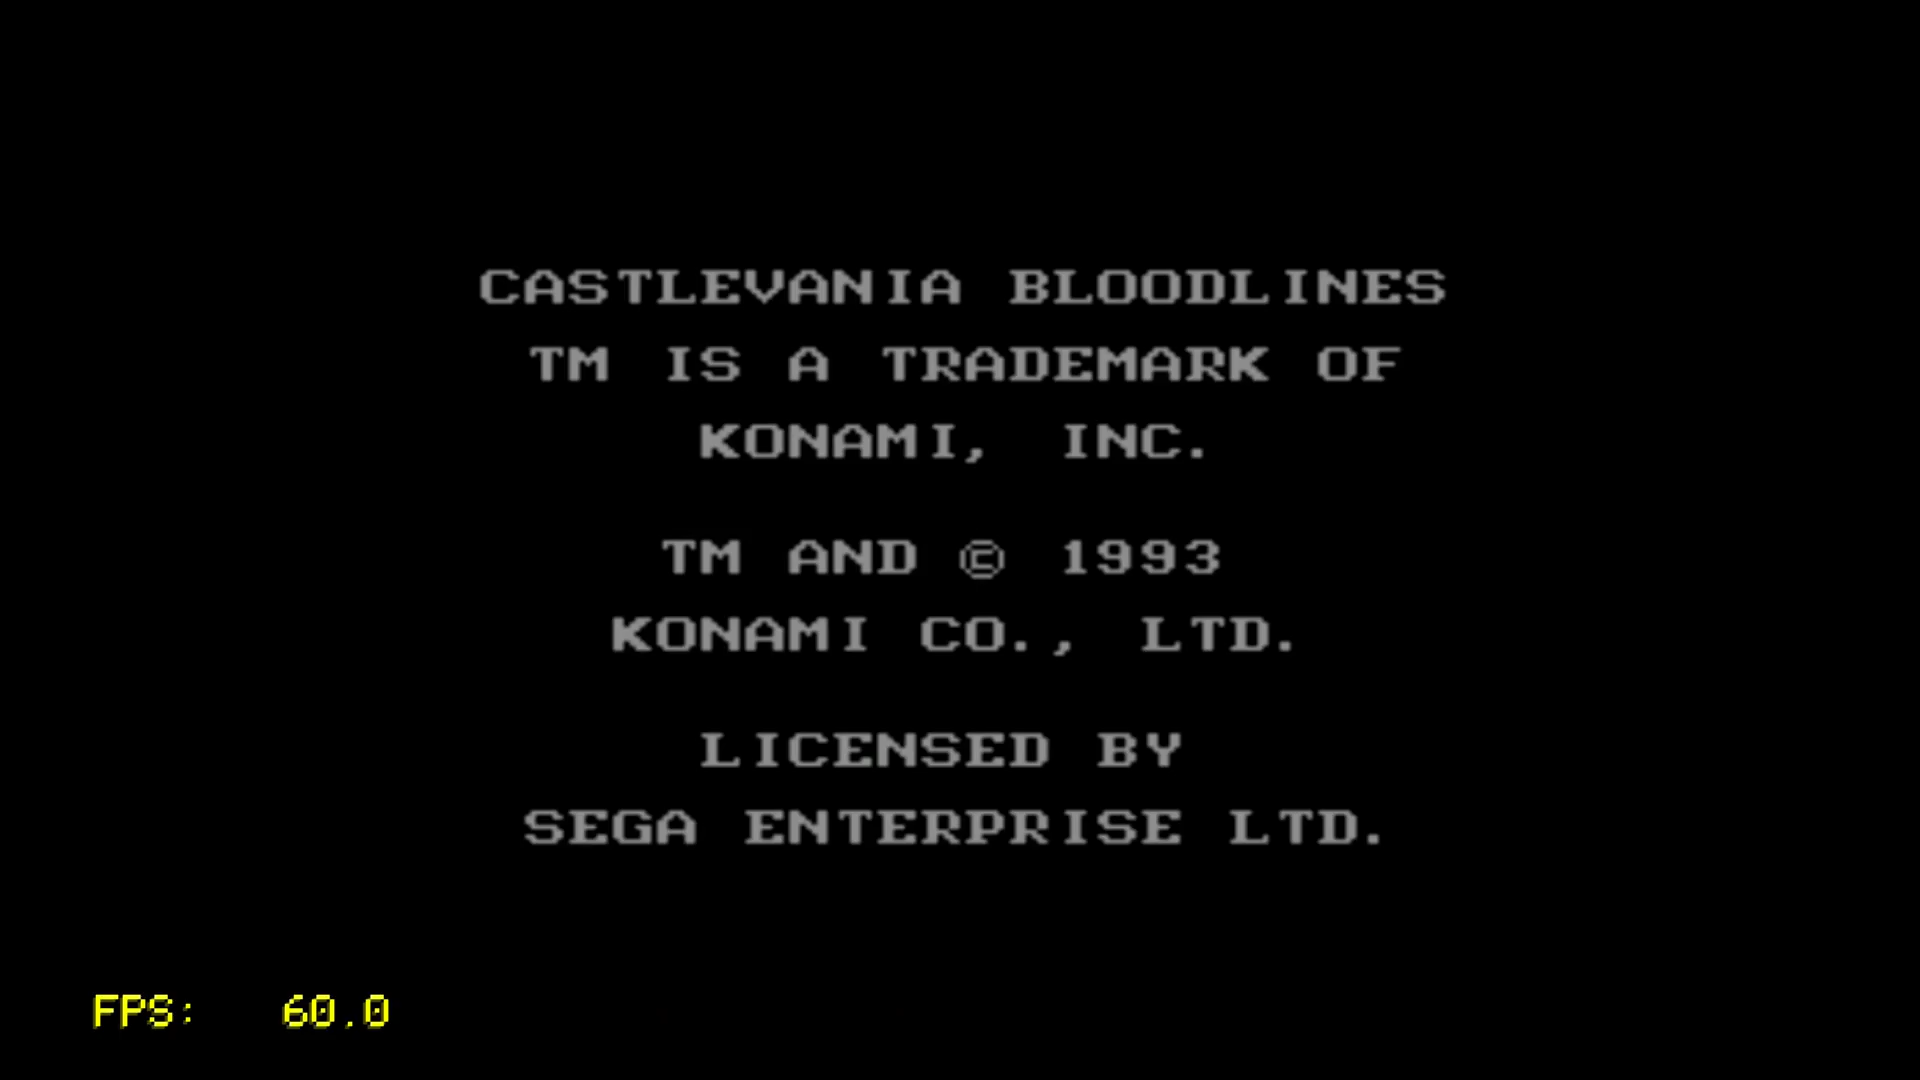 CASTLEVANIA BLOODLINES
TM IS A TRADEMARK OF
KONAMI, INC.
TM AND © 1993
KONAMI CO., LTD.
LICENSED BY
SEGA ENTERPRISE LTD.
FPS: 60.0